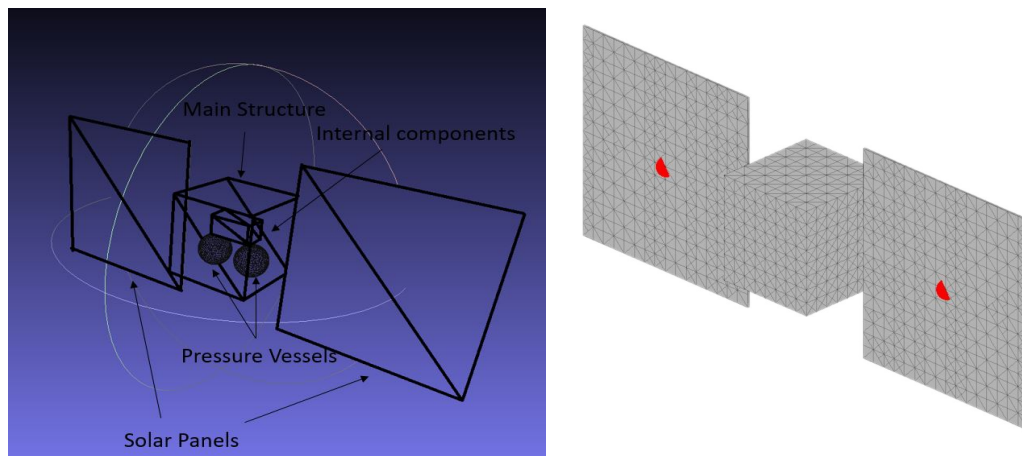 Main Structure
Internal components
Pressure Vessels
Solar Panels